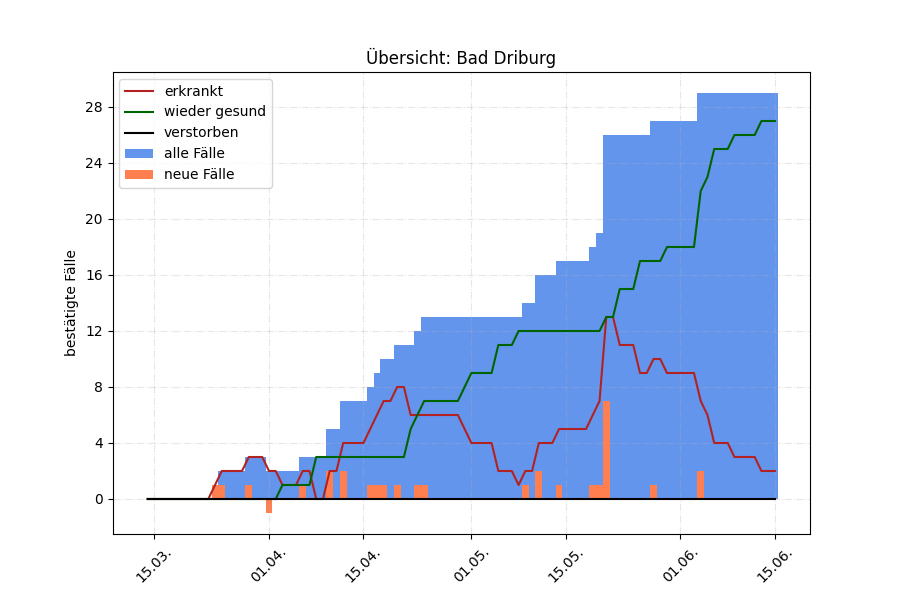 Übersicht: Bad Driburg
erkrankt
wieder gesund
verstorben
alle Fälle
neue Fälle
bestätigte Fälle
28
24
20
16
12
8
4
0
15.03.
01.04.
15.04.
01.05.
15.05.
01.06.
15.06.